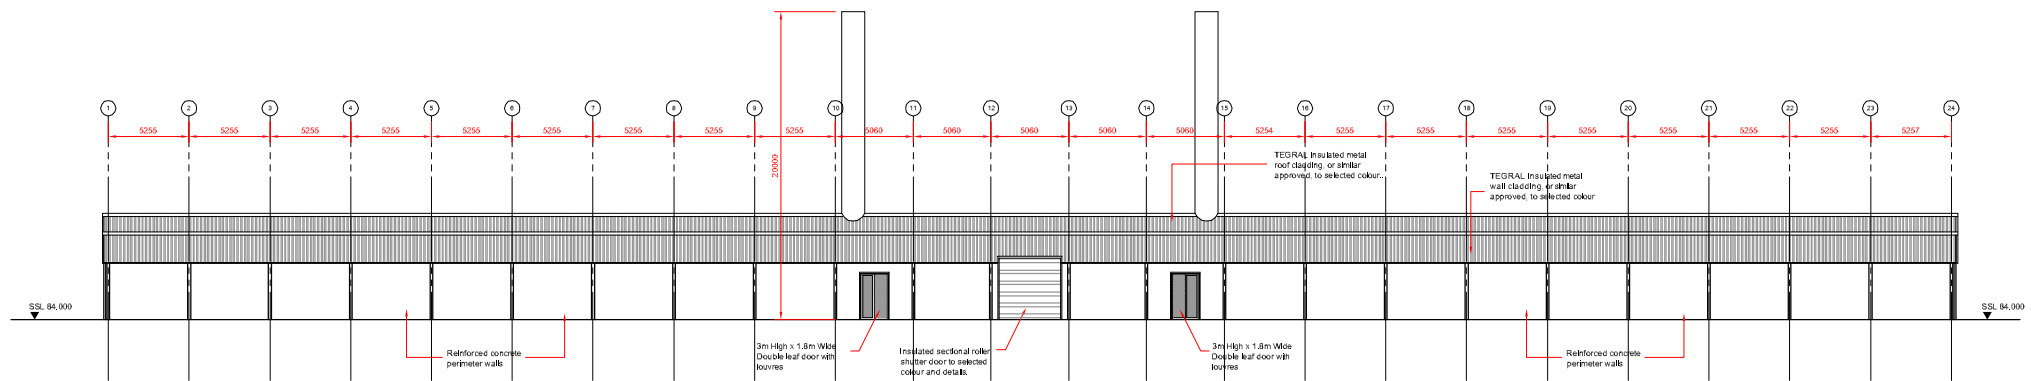 1 2 3 4 5 6 7 8 9 10 11 12 13 14 15 16 17 18 19 20 21 22 23 24
5255 5255 5255 5255 5255 5255 5255 5255 5255 5060 5060 5060 5060 5060 5254 5255 5255 5255 5255 5255 5255 5255 5257
20000
TEGRAL Insulated metal
roof cladding, or similar
approved, to selected colour..
TEGRAL Insulated metal
wall cladding, or similar
approved, to selected colour
SSL 84.000
SSL 84.000
Reinforced concrete
perimeter walls
3m High x 1.8m Wide
Double leaf door with
louvres
Insulated sectional roller
shutter door to selected
colour and details.
3m High x 1.8m Wide
Double leaf door with
louvres
Reinforced concrete
perimeter walls